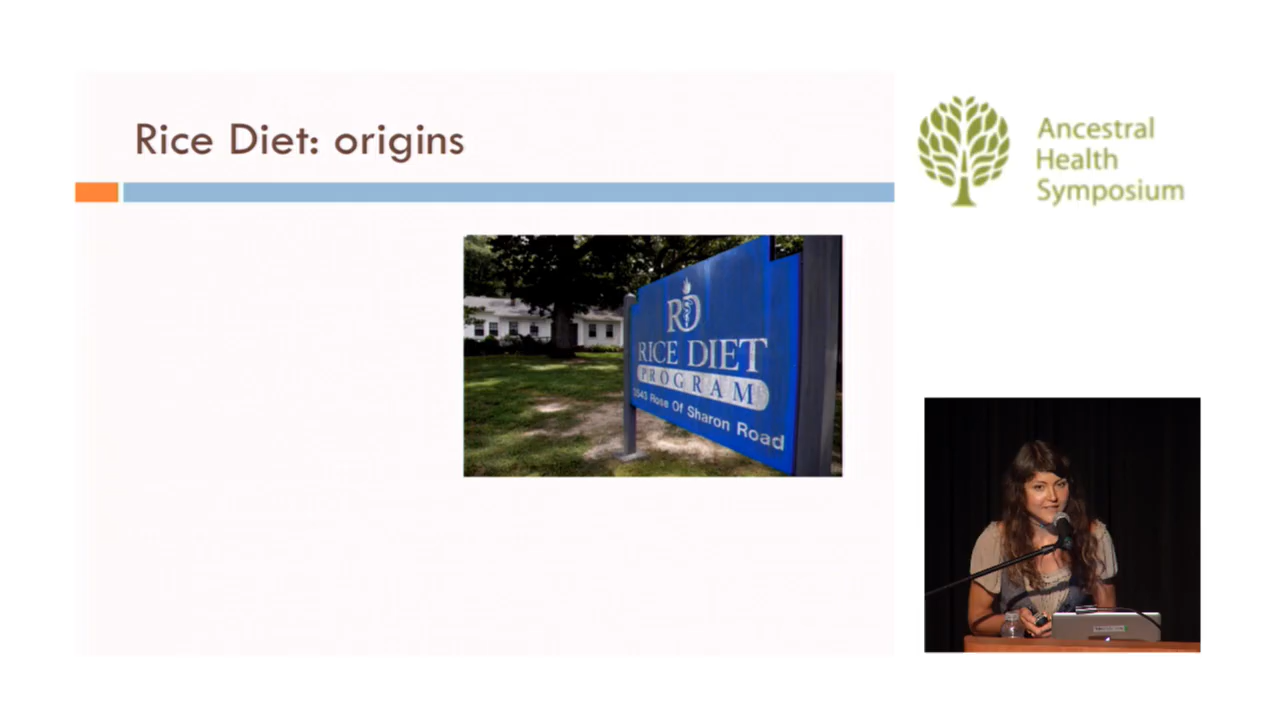 Rice Diet: origins
Ancestral
Health
Symposium
RD
RICE DIET
PROGRAM
Rose Of Sharon Road